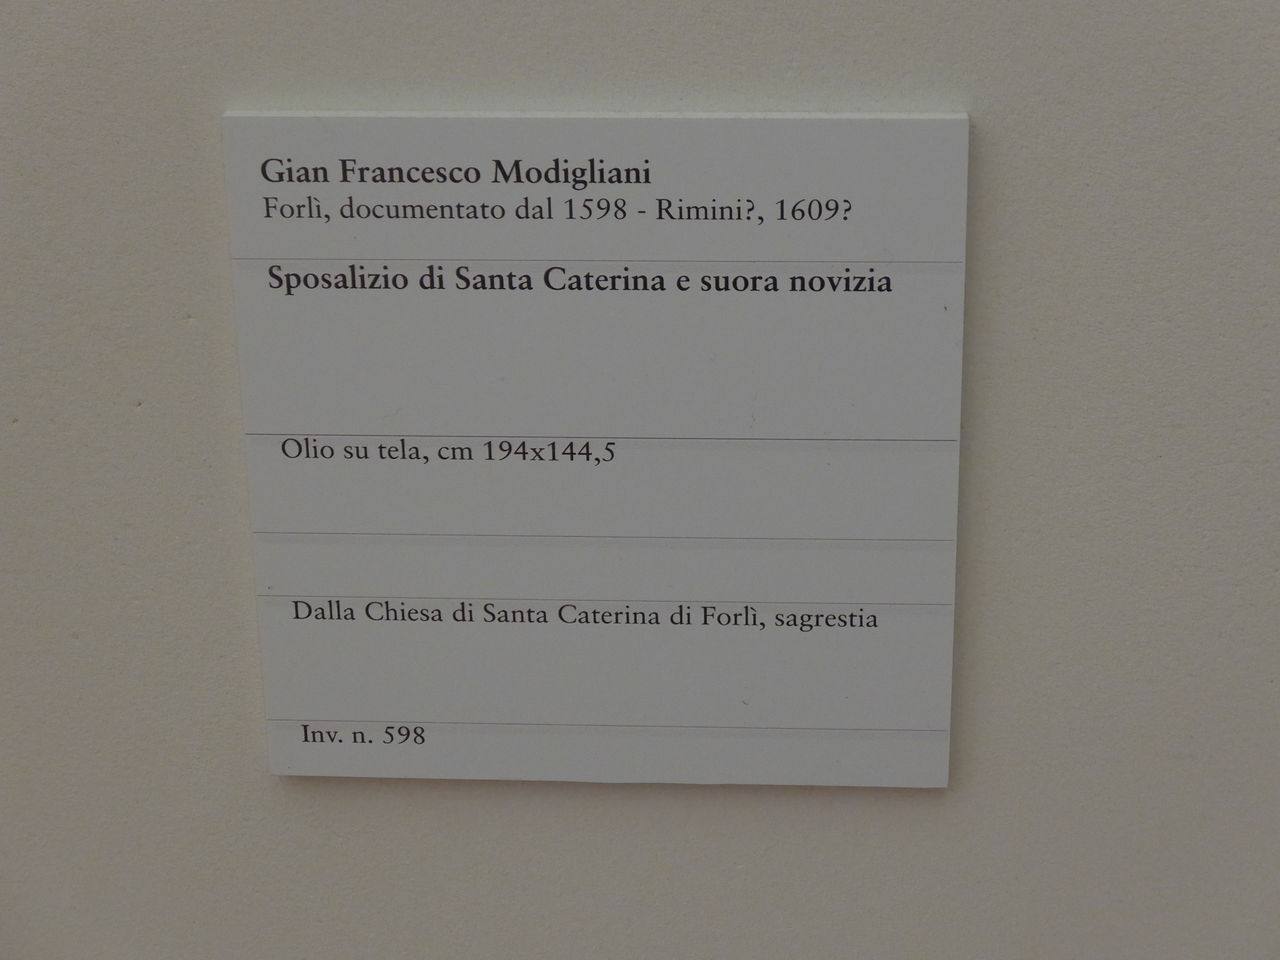 Gian Francesco Modigliani
Forlì, documentato dal 1598 - Rimini?, 1609?
Sposalizio di Santa Caterina e suora novizia
Olio su tela, cm 194x144,5
Dalla Chiesa di Santa Caterina di Forlì, sagrestia
Inv. n. 598